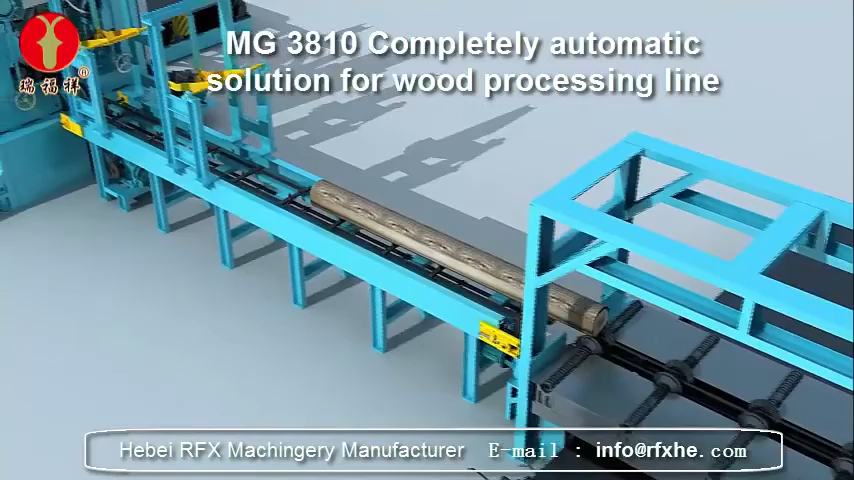 MG 3810 Completely automatic
solution for wood processing line
瑞福祥®
Hebei RFX Machingery Manufacturer E-mail : info@rfxhe.com